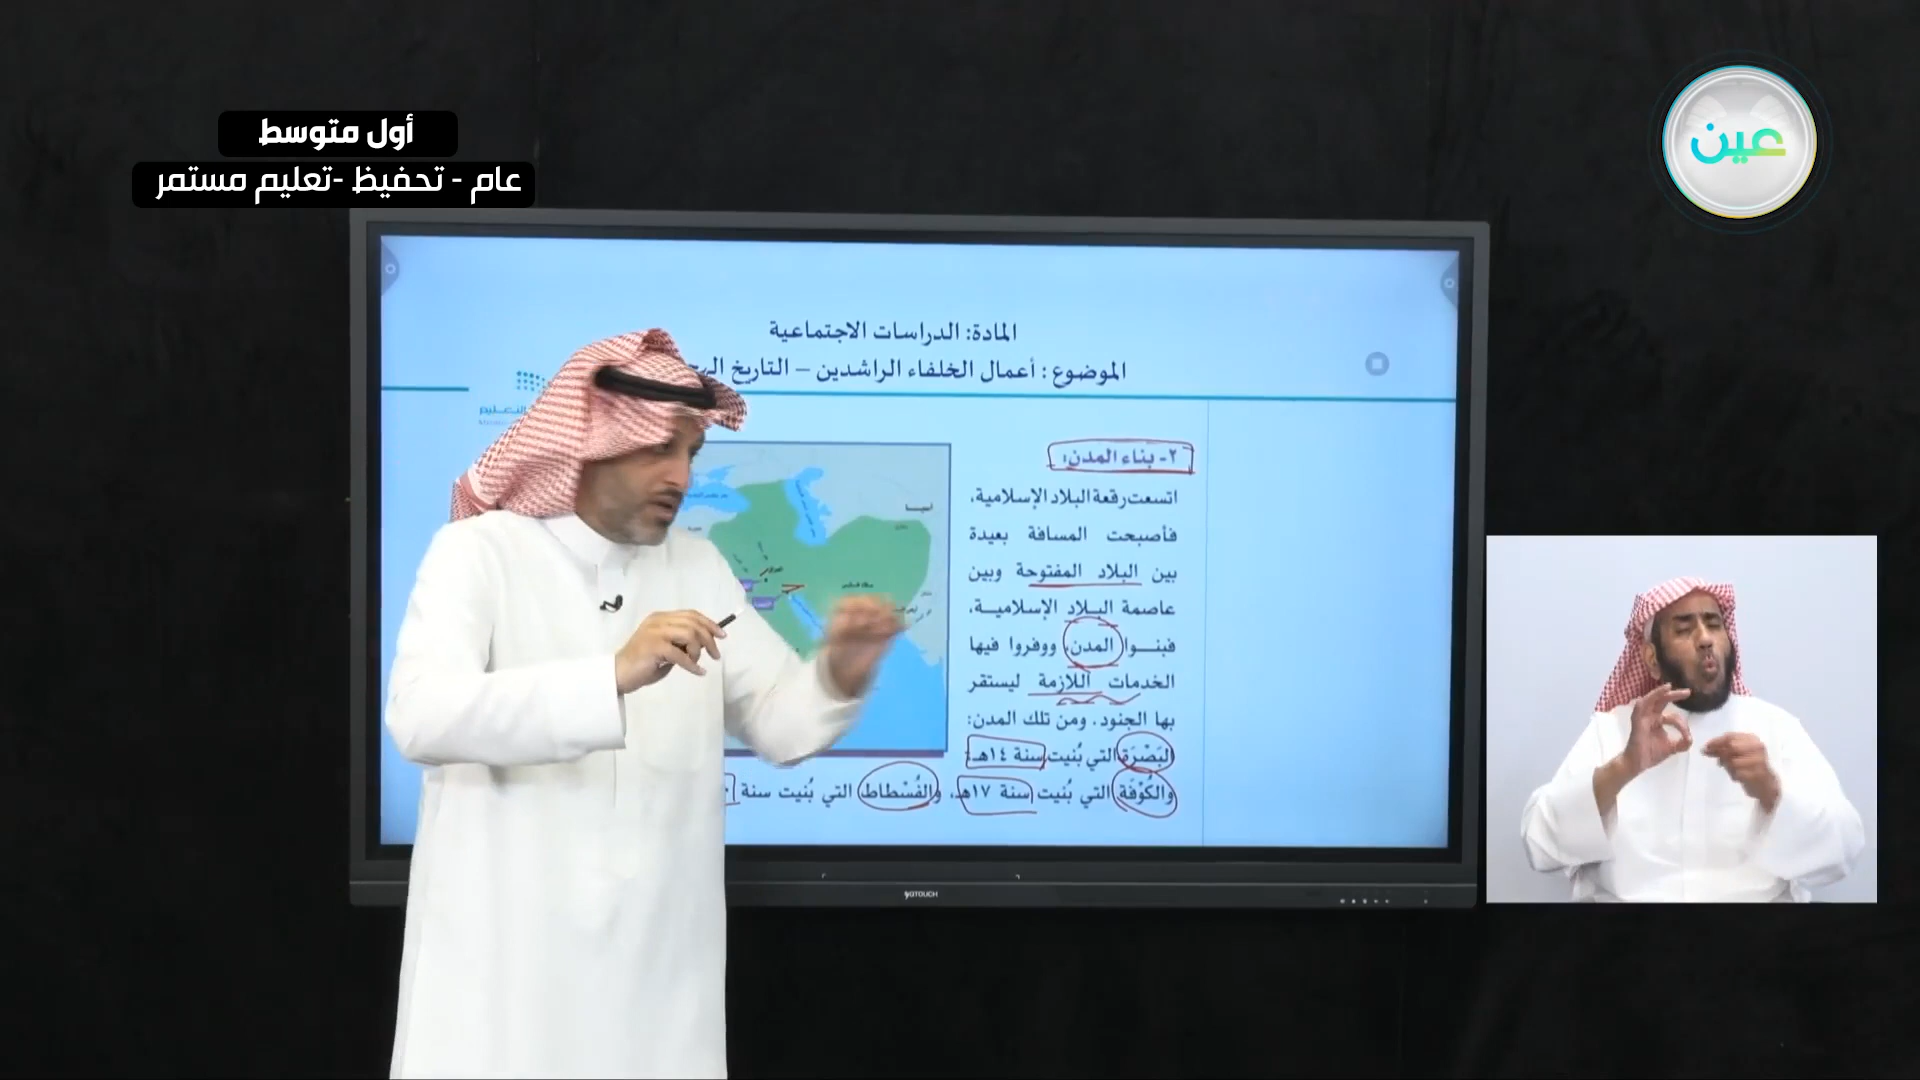 أول متوسط
عام - تحفيظ -تعليم مستمر
عين
المادة: الدراسات الاجتماعية
الموضوع : أعمال الخلفاء الراشدين – التاريخ
٢- بناء المدن:
اتسعت رقعة البلاد الإسلامية،
فأصبحت المسافة بعيدة
بين البلاد المفتوحة وبين
عاصمة البلاد الإسلامية،
فبنوا المدن، ووفروا فيها
الخدمات اللازمة ليستقر
بها الجنود. ومن تلك المدن:
البَصْرَة التي بُنيت سنة ١٤هـ،
والكُوْفَة التي بُنيت سنة ١٧هـ، والفُسْطاط التي بُنيت سنة
آسيا